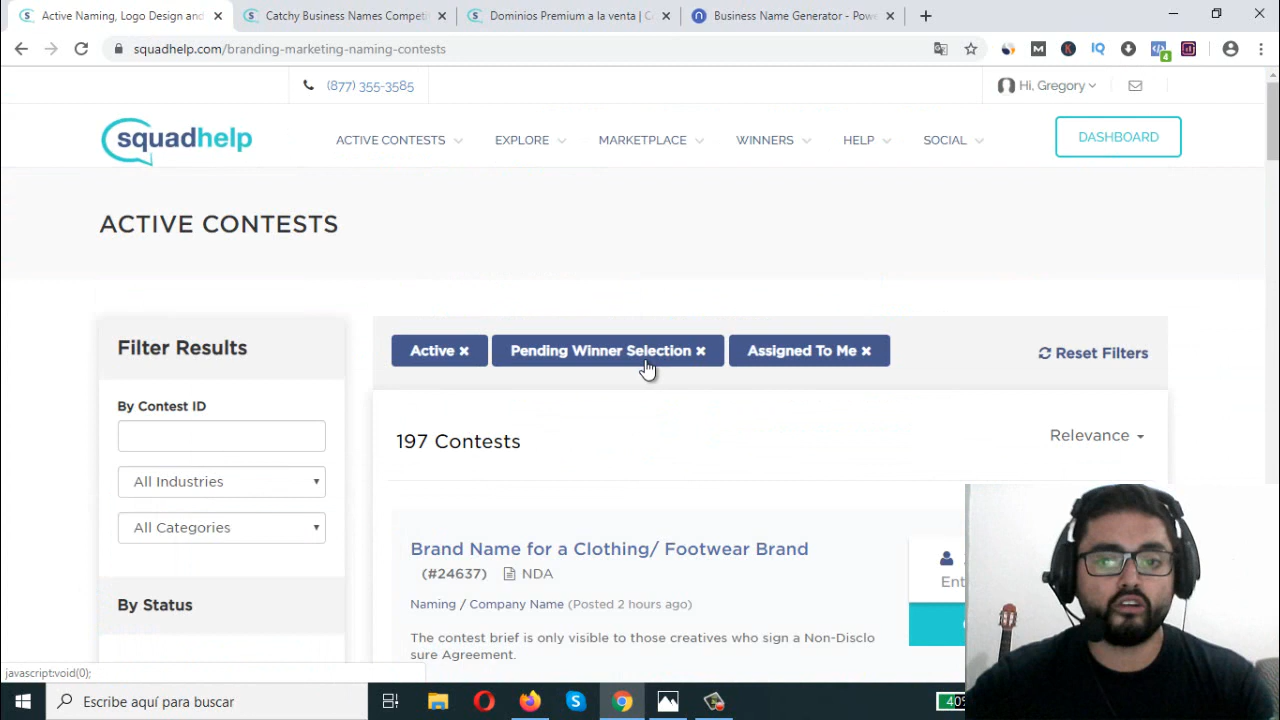 Active Naming, Logo Design and
Catchy Business Names Competi
Dominios Premium a la venta | C
Business Name Generator - Powe
squadhelp.com/branding-marketing-naming-contests
4
(877) 355-3585
Hi, Gregory
squadhelp
ACTIVE CONTESTS
EXPLORE
MARKETPLACE
WINNERS
HELP
SOCIAL
DASHBOARD
ACTIVE CONTESTS
Filter Results
By Contest ID
All Industries
All Categories
By Status
Active ×
Pending Winner Selection ×
Assigned To Me ×
Reset Filters
197 Contests
Relevance
Brand Name for a Clothing/ Footwear Brand
(#24637) NDA
Naming / Company Name (Posted 2 hours ago)
The contest brief is only visible to those creatives who sign a Non-Disclo
sure Agreement.
Ent
javascript:void(0);
Escribe aquí para buscar
40%